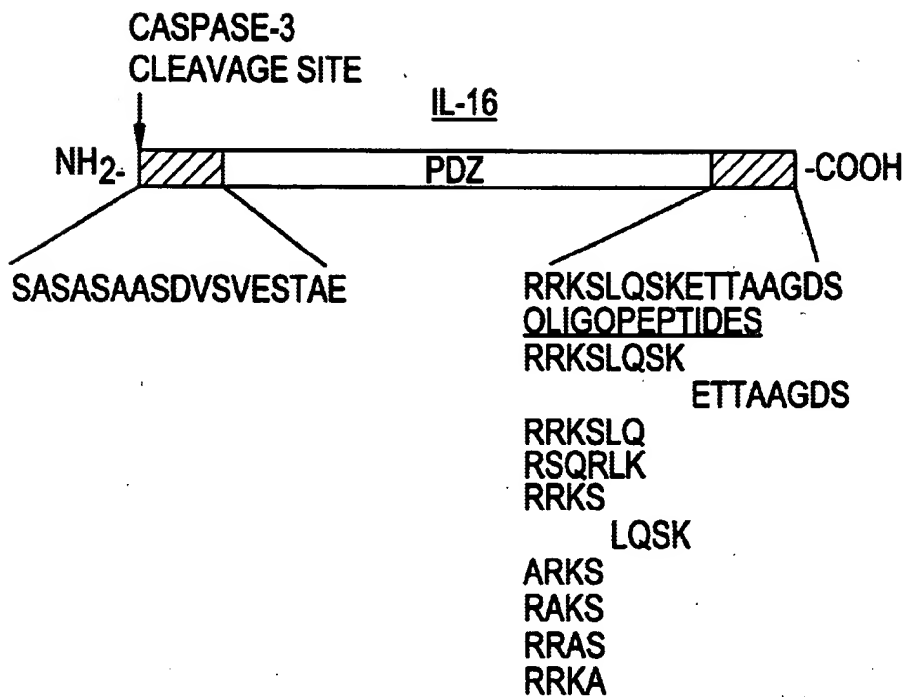 CASPASE-3
CLEAVAGE SITE
IL-16
NH2-
PDZ
-COOH
SASASAASDVSVESTAE
RRKSLQSKETTAAGDS
OLIGOPEPTIDES
RRKSLQSK
ETTAAGDS
RRKSLQ
RSQRLK
RRKS
LQSK
ARKS
RAKS
RRAS
RRKA